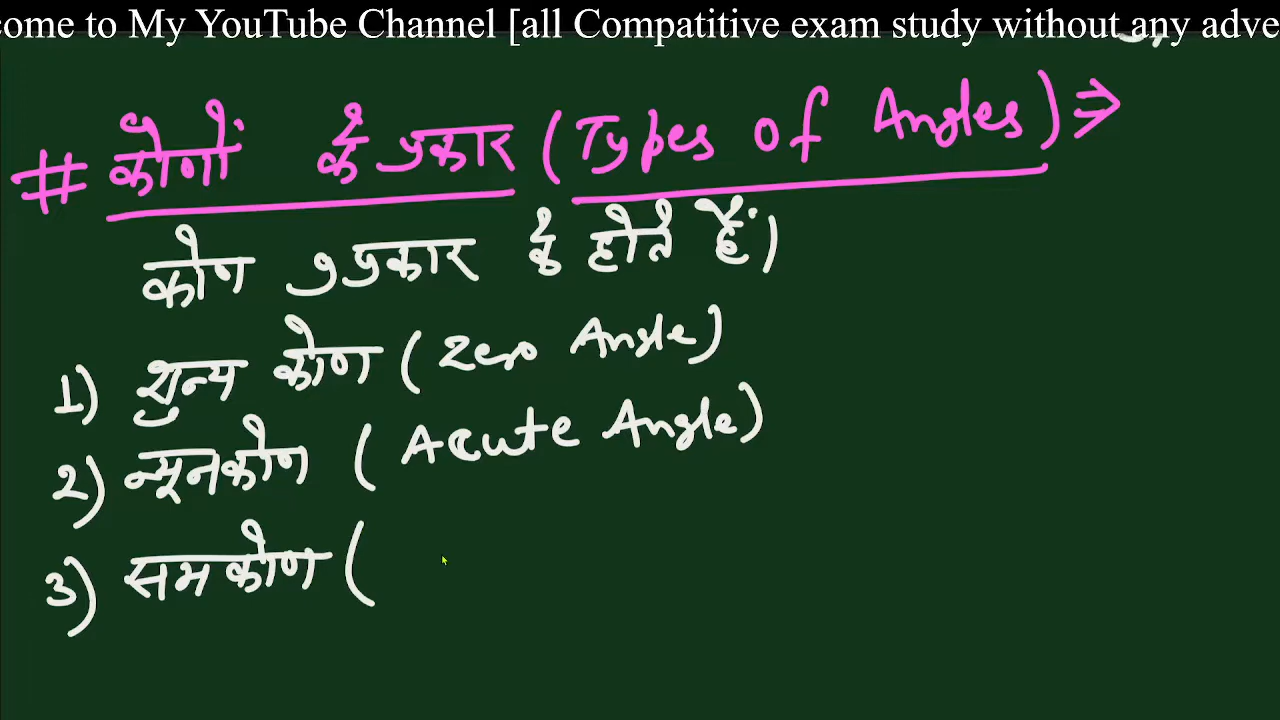 come to My YouTube Channel [all Compatitive exam study without any adve
# कोणों के प्रकार (Types of Angles) ⇒
कोण 7 प्रकार के होते हैं।
1) शुन्य कोण (Zero Angle)
2) न्यूनकोण (Acute Angle)
3) समकोण (